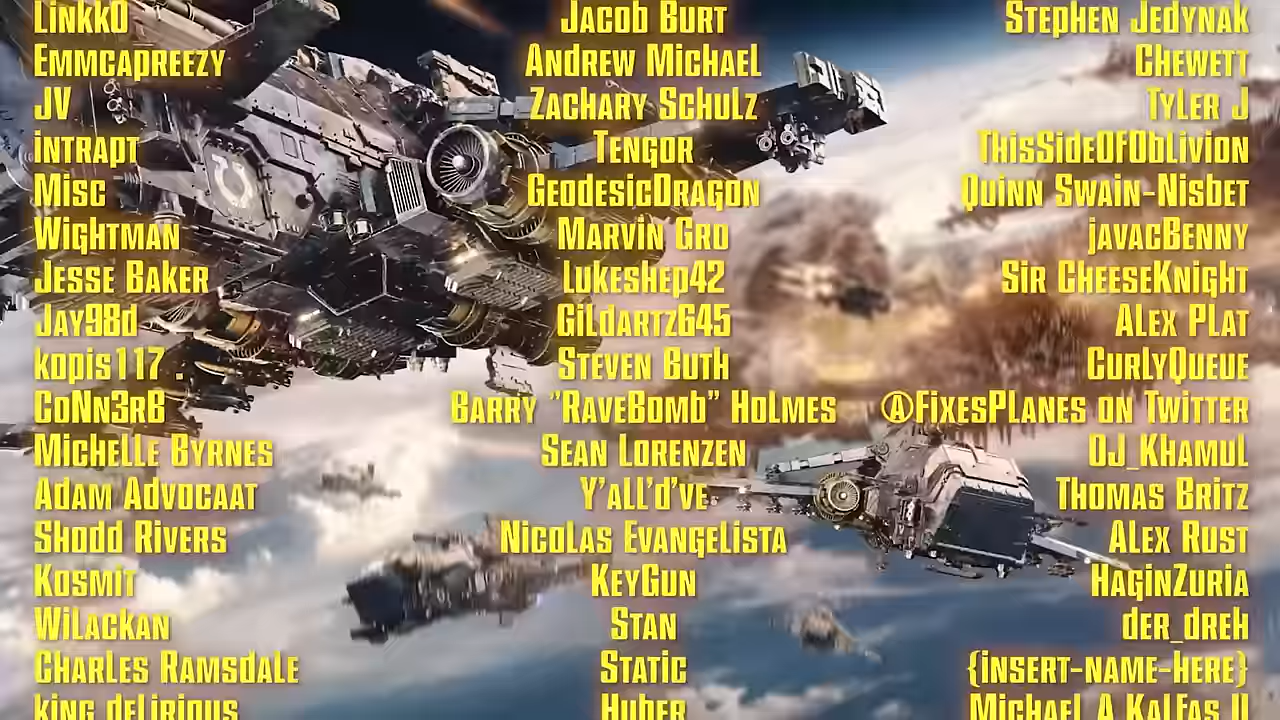 Linkk0
Emmcapreezy
JV
intrapt
Misc
Wightman
Jesse Baker
Jay98d
kopis117 .
CoNn3rB
Michelle Byrnes
Adam Advocaat
Shodd Rivers
Kosmit
Wilackan
Charles Ramsdale
king delirious
Jacob Burt
Andrew Michael
Zachary Schulz
Tengor
GeodesicDragon
Marvin Gru
Lukeshep42
Gildartz645
Steven Buth
Barry "RaveBomb" Holmes
Sean Lorenzen
Y'all'd've
Nicolas Evangelista
KeyGun
Stan
Static
Huber
Stephen Jedynak
Chewett
Tyler J
ThisSideOfOblivion
Quinn Swain-Nisbet
javacBenny
Sir CheeseKnight
Alex Plat
CurlyQueue
@FixesPlanes on Twitter
OJ_Khamul
Thomas Britz
Alex Rust
HaginZuria
der_dreh
{insert-name-here}
Michael A Kalfas II